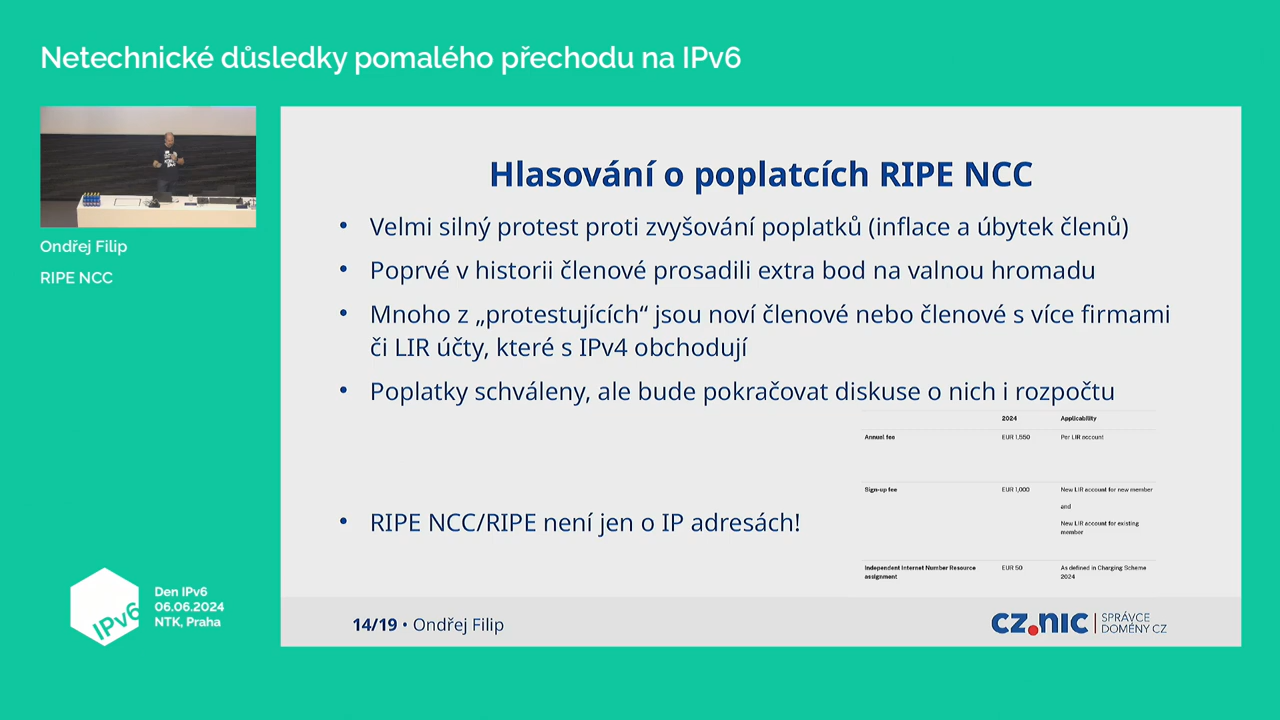 Netechnické důsledky pomalého přechodu na IPv6
Ondřej Filip
RIPE NCC
Hlasování o poplatcích RIPE NCC
• Velmi silný protest proti zvyšování poplatků (inflace a úbytek členů)
• Poprvé v historii členové prosadili extra bod na valnou hromadu
• Mnoho z „protestujících“ jsou noví členové nebo členové s více firmami
či LIR účty, které s IPv4 obchodují
• Poplatky schváleny, ale bude pokračovat diskuse o nich i rozpočtu
2024 Applicability
Annual fee EUR 1,550 Per LIR account
Sign-up fee EUR 1,000 New LIR account for new member
and
New LIR account for existing
member
• RIPE NCC/RIPE není jen o IP adresách!
Independent Internet Number Resource EUR 50 As defined in Charging Scheme
assignment 2024
IPv6
Den IPv6
06.06.2024
NTK, Praha
14/19 • Ondřej Filip
CZ.NIC SPRÁVCE
DOMÉNY CZ